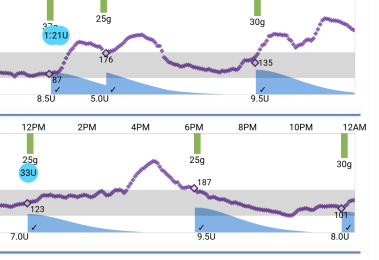 25g
30g
1:21U
176
135
87
8.5U 5.0U 9.5U
12PM 2PM 4PM 6PM 8PM 10PM 12AM
25g 25g 30g
33U
187
123
101
7.0U 9.5U 8.0U